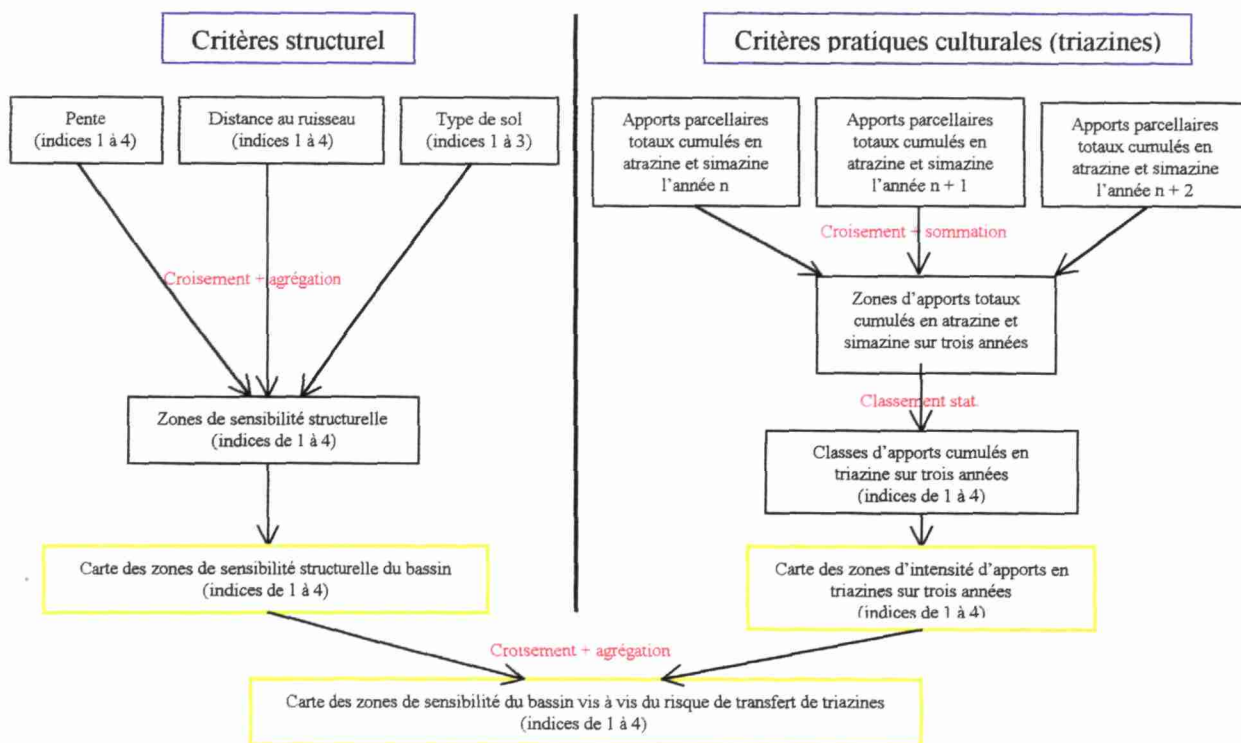 Critères structurel
Critères pratiques culturales (triazines)
Pente
(indices 1 à 4)
Distance au ruisseau
(indices 1 à 4)
Type de sol
(indices 1 à 3)
Apports parcellaires
totaux cumulés en
atrazine et simazine
l'année n
Apports parcellaires
totaux cumulés en
atrazine et simazine
l'année n + 1
Apports parcellaires
totaux cumulés en
atrazine et simazine
l'année n + 2
Croisement + agrégation
Croisement + sommation
Zones d'apports totaux
cumulés en atrazine et
simazine sur trois années
Classement stat.
Zones de sensibilité structurelle
(indices de 1 à 4)
Classes d'apports cumulés en
triazine sur trois années
(indices de 1 à 4)
Carte des zones de sensibilité structurelle du bassin
(indices de 1 à 4)
Carte des zones d'intensité d'apports en
triazines sur trois années
(indices de 1 à 4)
Croisement + agrégation
Carte des zones de sensibilité du bassin vis à vis du risque de transfert de triazines
(indices de 1 à 4)